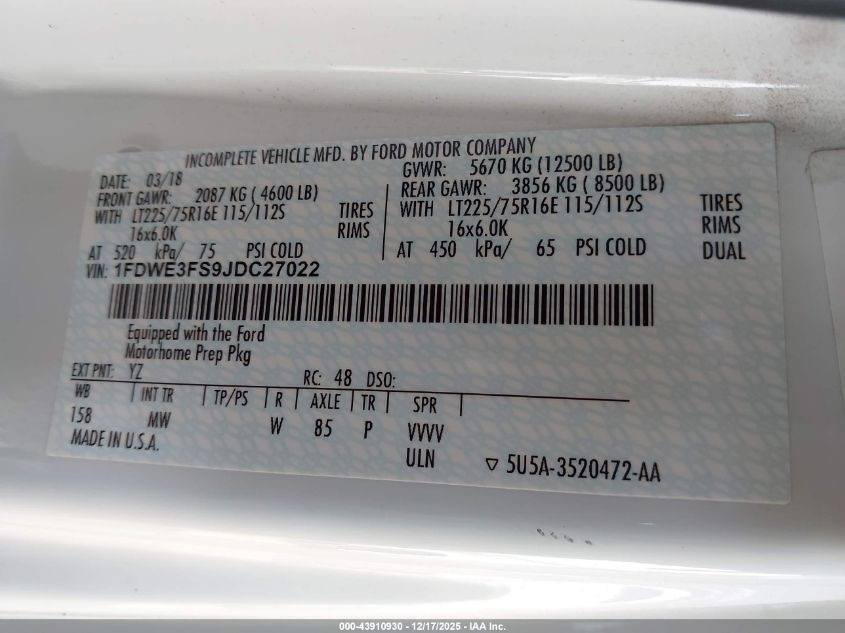 INCOMPLETE VEHICLE MFD. BY FORD MOTOR COMPANY
DATE: 03/18 GVWR: 5670 KG (12500 LB)
FRONT GAWR: 2087 KG ( 4600 LB) REAR GAWR: 3856 KG ( 8500 LB)
WITH LT225/75R16E 115/112S TIRES WITH LT225/75R16E 115/112S TIRES
16x6.0K RIMS 16x6.0K RIMS
AT 520 kPa/ 75 PSI COLD AT 450 kPa/ 65 PSI COLD DUAL
VIN: 1FDWE3FS9JDC27022
Equipped with the Ford
Motorhome Prep Pkg
EXT PNT: YZ RC: 48 DSO:
WB INT TR TP/PS R AXLE TR SPR
158 MW W 85 P VVVV
MADE IN U.S.A. ULN ▽ 5U5A-3520472-AA
000-43910930 - 12/17/2025 - IAA Inc.